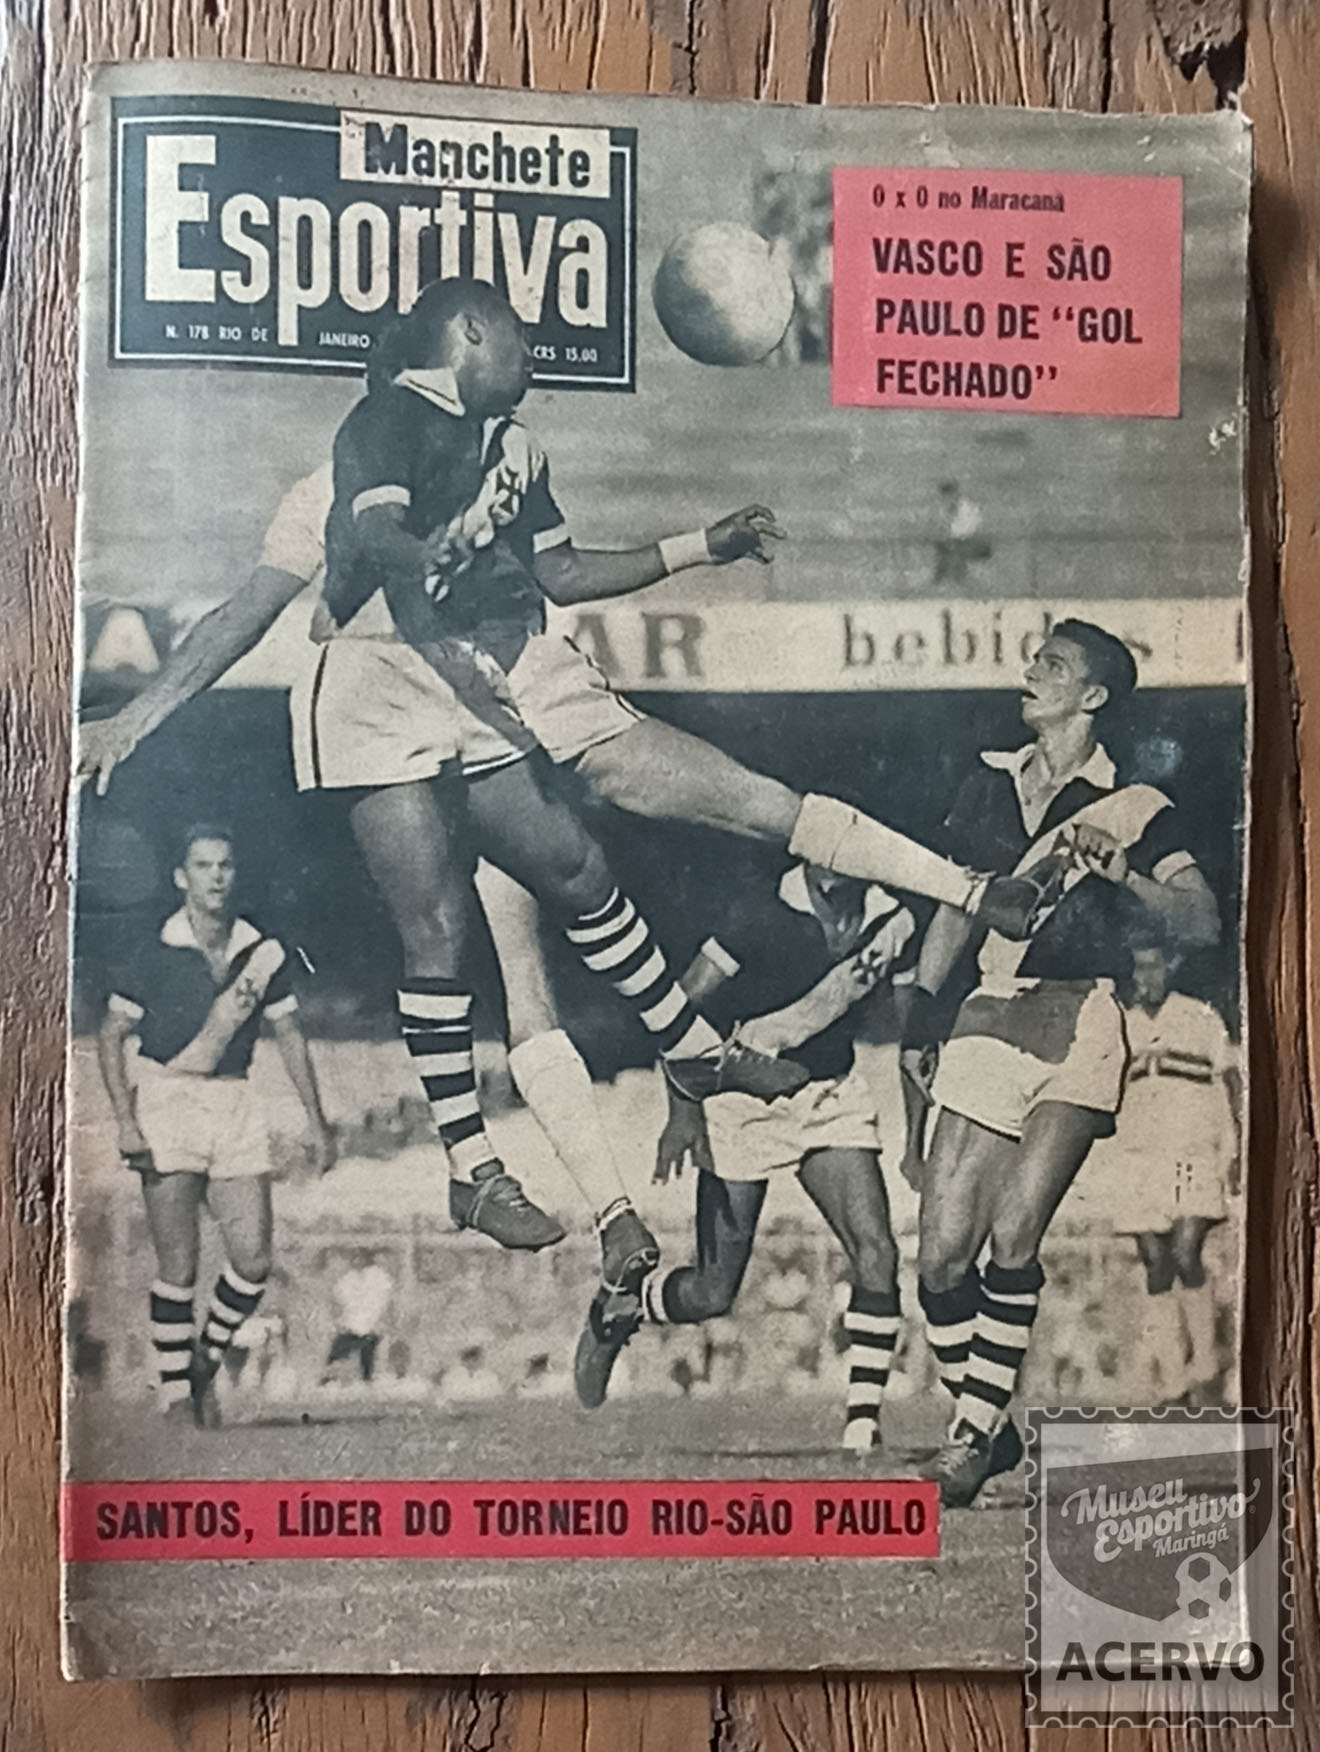 Manchete
Esportiva
N. 178 RIO DE JANEIRO CR$ 15,00
0 x 0 no Maracanã
VASCO E SÃO
PAULO DE “GOL
FECHADO”
AR bebidas
SANTOS, LÍDER DO TORNEIO RIO-SÃO PAULO
Museu
Esportivo
Maringá
ACERVO